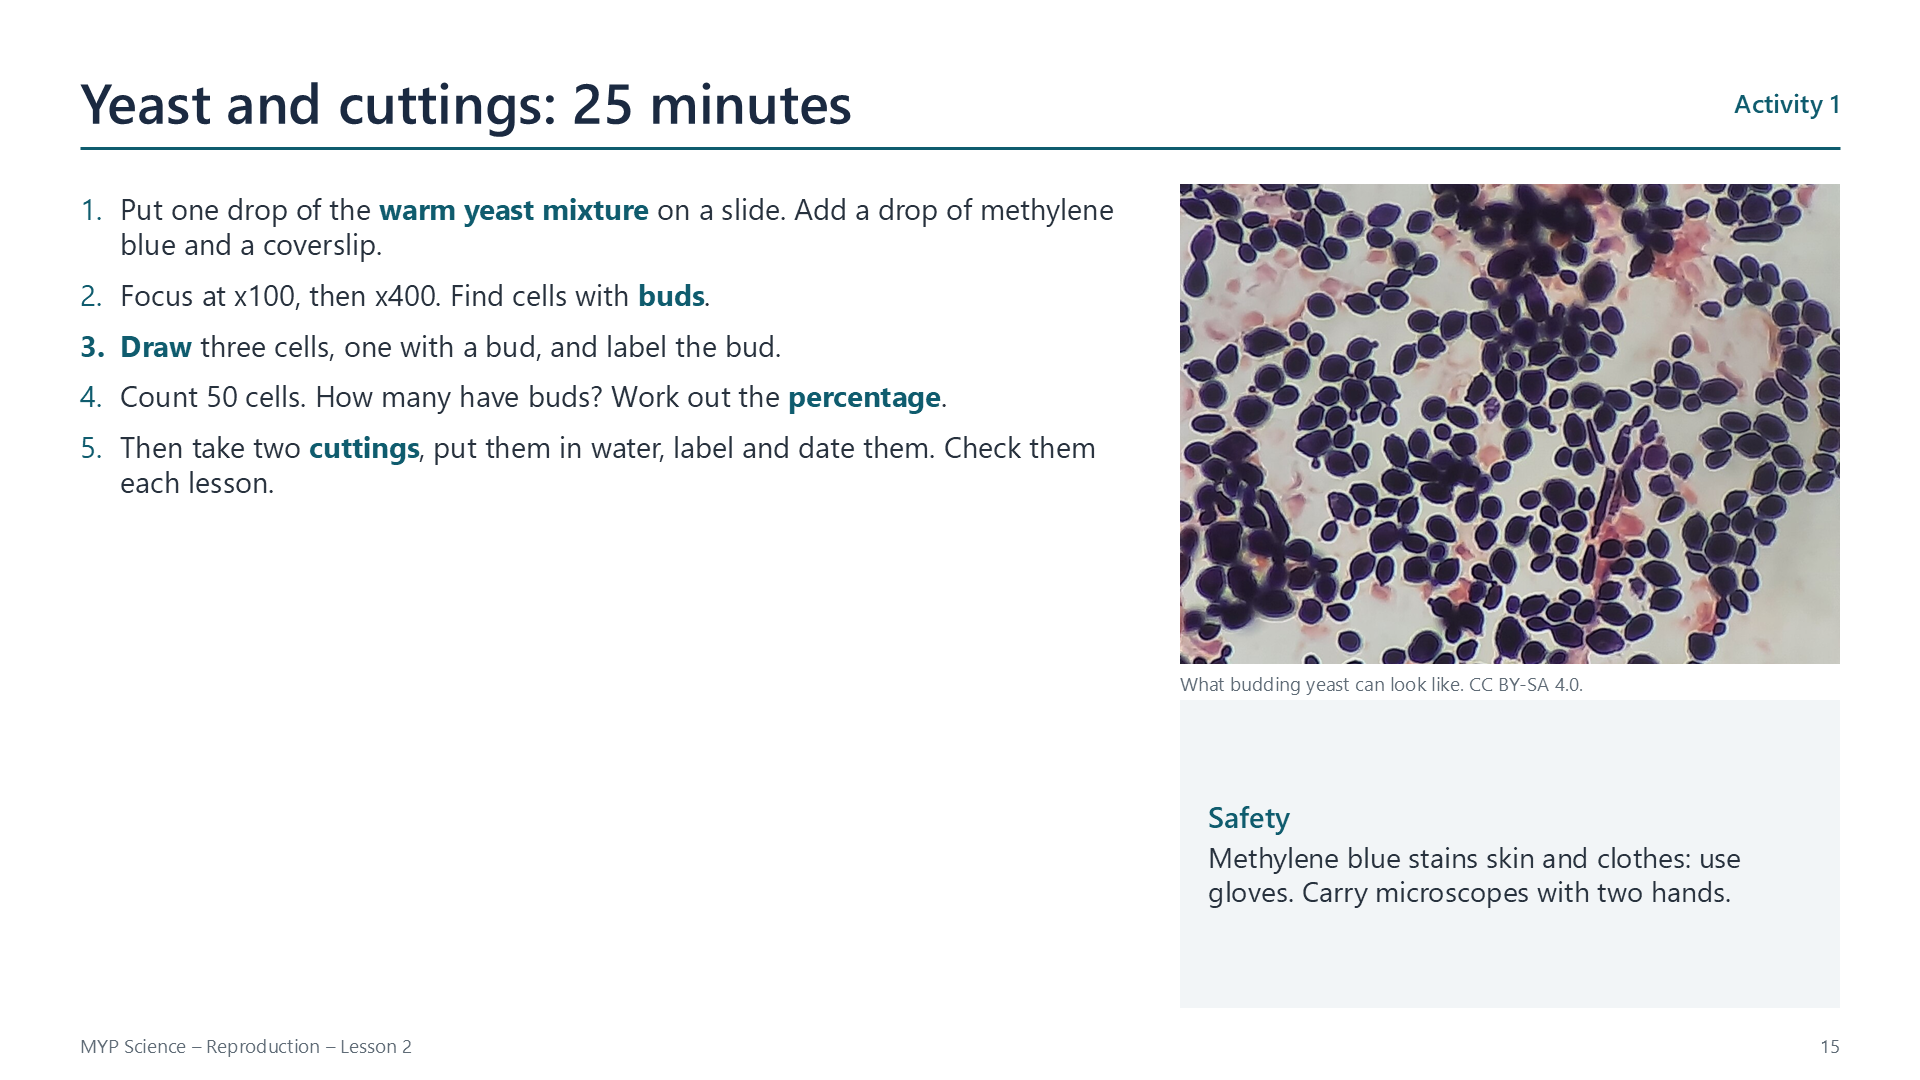 Yeast and cuttings: 25 minutes
Activity 1
1. Put one drop of the warm yeast mixture on a slide. Add a drop of methylene
blue and a coverslip.
2. Focus at x100, then x400. Find cells with buds.
3. Draw three cells, one with a bud, and label the bud.
4. Count 50 cells. How many have buds? Work out the percentage.
5. Then take two cuttings, put them in water, label and date them. Check them
each lesson.
What budding yeast can look like. CC BY-SA 4.0.
Safety
Methylene blue stains skin and clothes: use
gloves. Carry microscopes with two hands.
MYP Science – Reproduction – Lesson 2
15